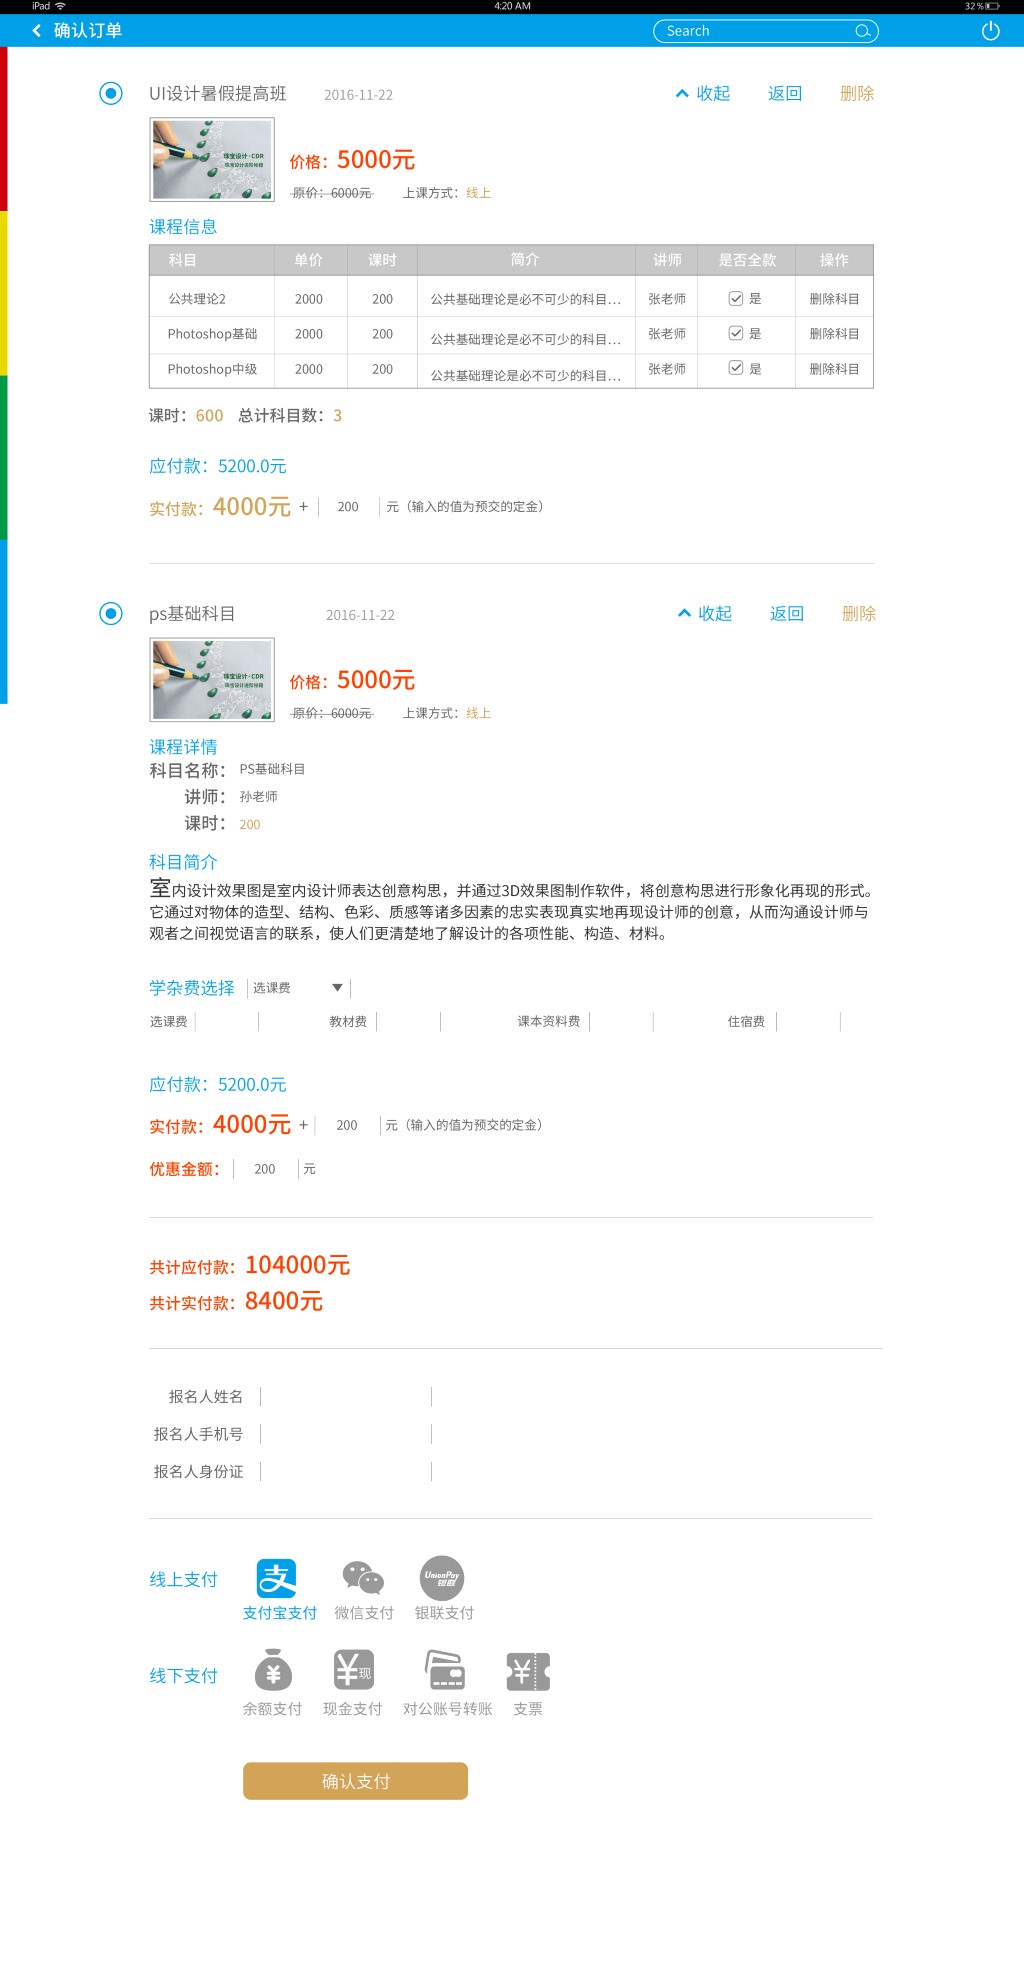 iPad 4:20 AM 32%
确认订单 Search
UI设计暑假提高班 2016-11-22 收起 返回 删除
珠宝设计·CDR
珠宝设计进阶秘籍
价格：5000元
原价：6000元 上课方式：线上
课程信息
科目 单价 课时 简介 讲师 是否全款 操作
公共理论2 2000 200 公共基础理论是必不可少的科目... 张老师 是 删除科目
Photoshop基础 2000 200 公共基础理论是必不可少的科目... 张老师 是 删除科目
Photoshop中级 2000 200 公共基础理论是必不可少的科目... 张老师 是 删除科目
课时：600 总计科目数：3
应付款：5200.0元
实付款：4000元 + 200 元（输入的值为预交的定金）
ps基础科目 2016-11-22 收起 返回 删除
珠宝设计·CDR
珠宝设计进阶秘籍
价格：5000元
原价：6000元 上课方式：线上
课程详情
科目名称： PS基础科目
讲师： 孙老师
课时： 200
科目简介
室内设计效果图是室内设计师表达创意构思，并通过3D效果图制作软件，将创意构思进行形象化再现的形式。
它通过对物体的造型、结构、色彩、质感等诸多因素的忠实表现真实地再现设计师的创意，从而沟通设计师与
观者之间视觉语言的联系，使人们更清楚地了解设计的各项性能、构造、材料。
学杂费选择 选课费
选课费 教材费 课本资料费 住宿费
应付款：5200.0元
实付款：4000元 + 200 元（输入的值为预交的定金）
优惠金额： 200 元
共计应付款：104000元
共计实付款：8400元
报名人姓名
报名人手机号
报名人身份证
线上支付 支 UnionPay 银联
支付宝支付 微信支付 银联支付
线下支付 ¥ ¥现 ¥
余额支付 现金支付 对公账号转账 支票
确认支付